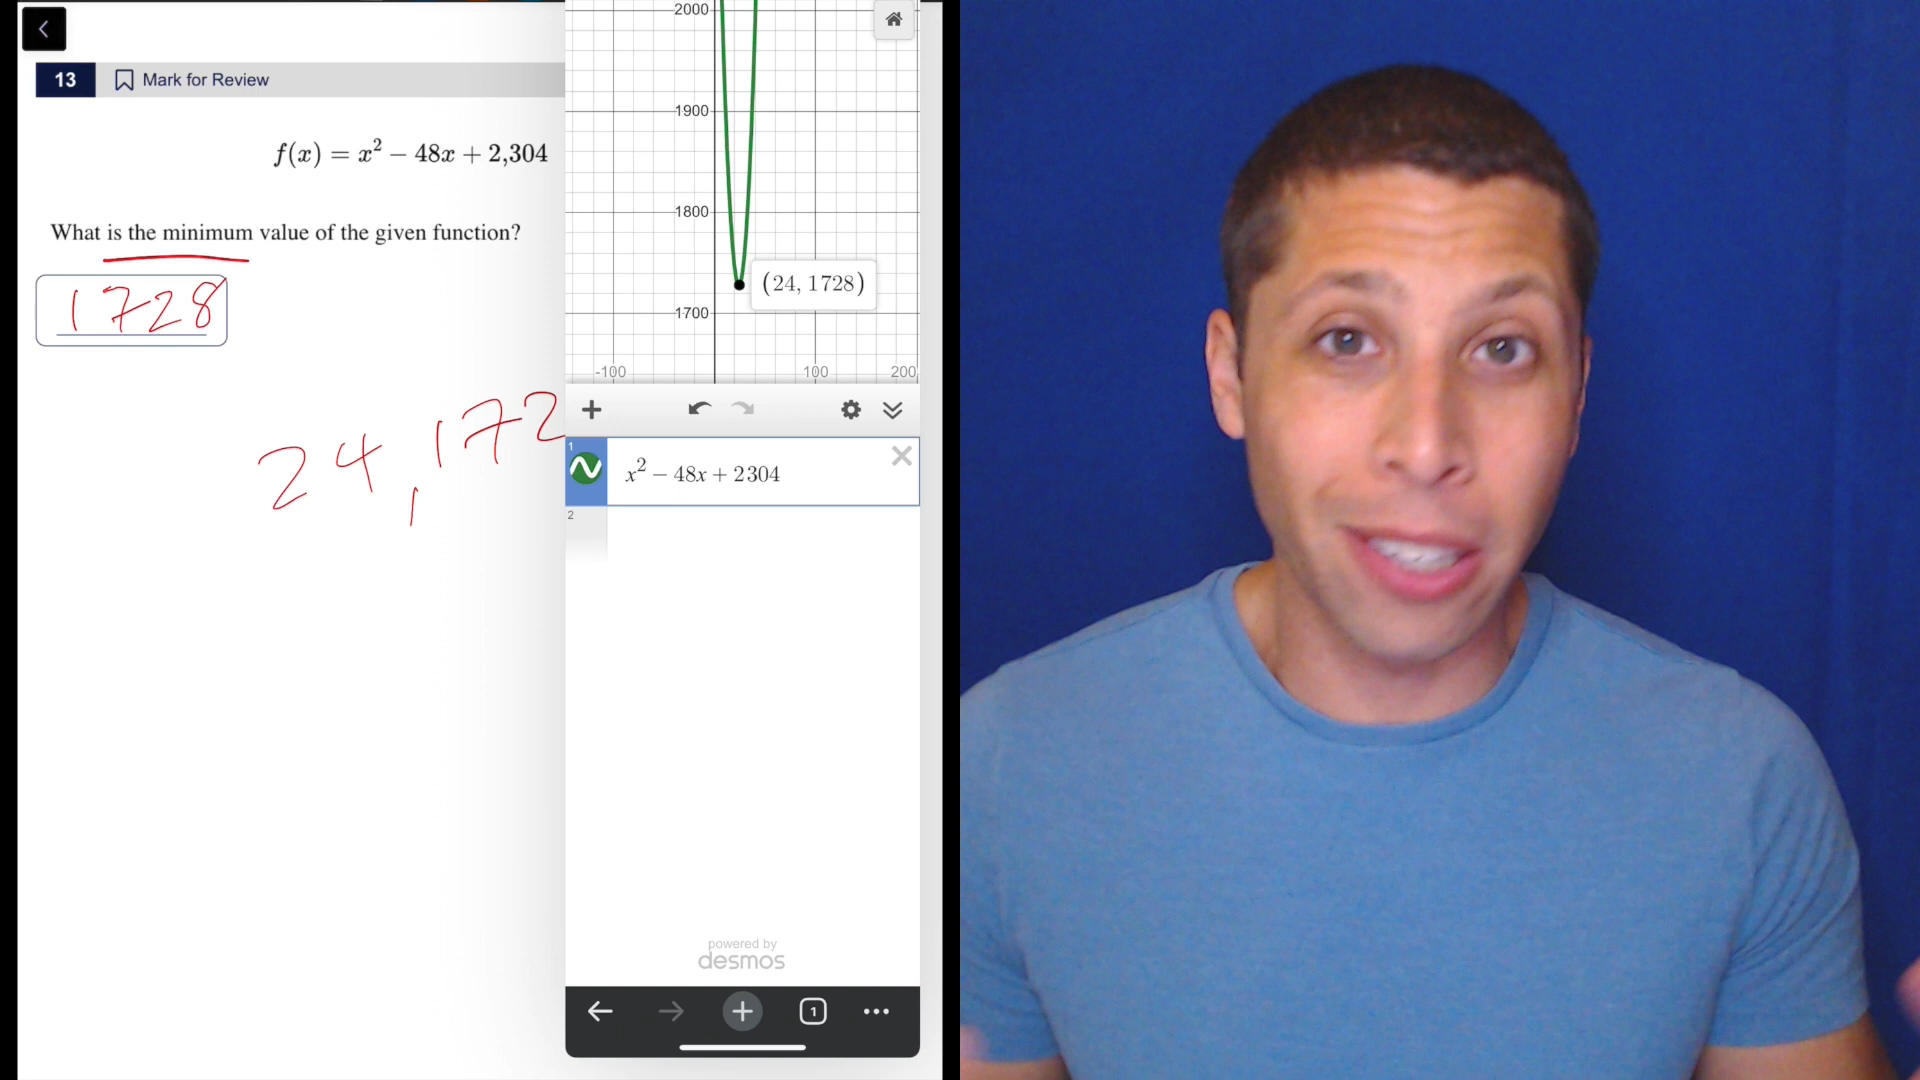 13 Mark for Review
f(x) = x² − 48x + 2,304
What is the minimum value of the given function?
1728
24,172
2000
1900
1800
(24, 1728)
1700
-100 100 200
1
x² − 48x + 2304
2
powered by
desmos
1